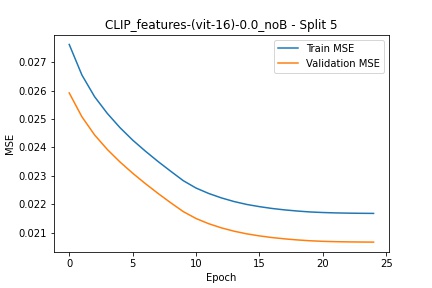 CLIP_features-(vit-16)-0.0_noB - Split 5
Train MSE
Validation MSE
MSE
0.027
0.026
0.025
0.024
0.023
0.022
0.021
0 5 10 15 20 25
Epoch